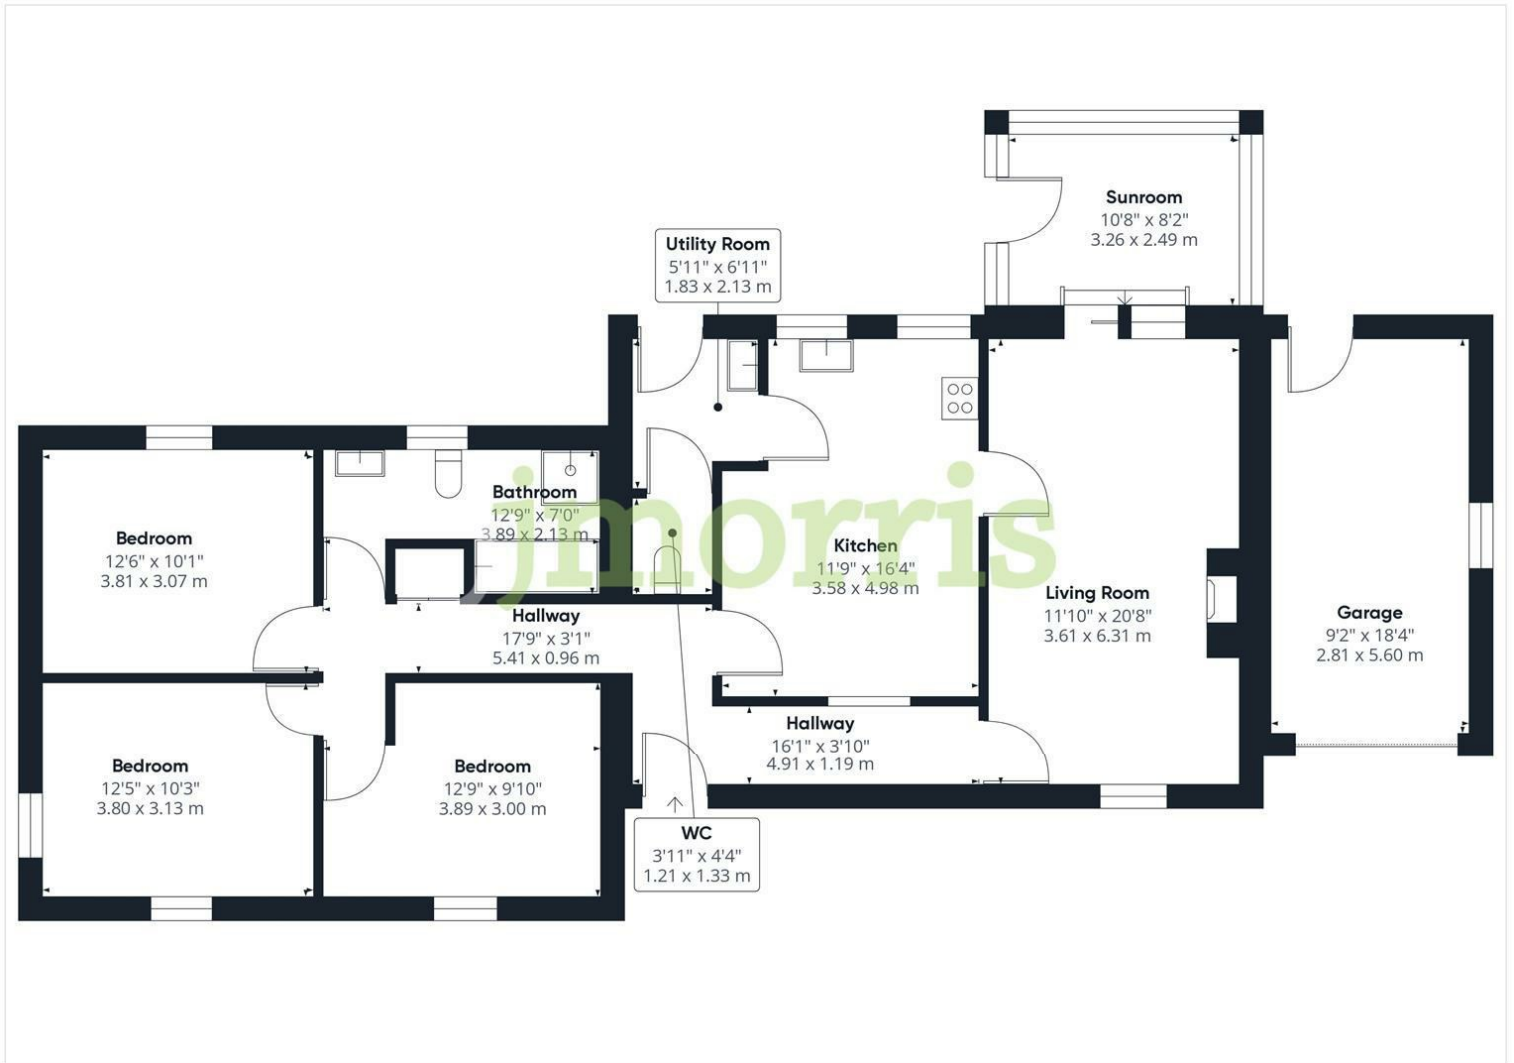 Sunroom
10'8" x 8'2"
3.26 x 2.49 m
Utility Room
5'11" x 6'11"
1.83 x 2.13 m
Bathroom
12'9" x 7'0"
3.89 x 2.13 m
Bedroom
12'6" x 10'1"
3.81 x 3.07 m
jmorris
Kitchen
11'9" x 16'4"
3.58 x 4.98 m
Living Room
11'10" x 20'8"
3.61 x 6.31 m
Garage
9'2" x 18'4"
2.81 x 5.60 m
Hallway
17'9" x 3'1"
5.41 x 0.96 m
Hallway
16'1" x 3'10"
4.91 x 1.19 m
Bedroom
12'5" x 10'3"
3.80 x 3.13 m
Bedroom
12'9" x 9'10"
3.89 x 3.00 m
WC
3'11" x 4'4"
1.21 x 1.33 m